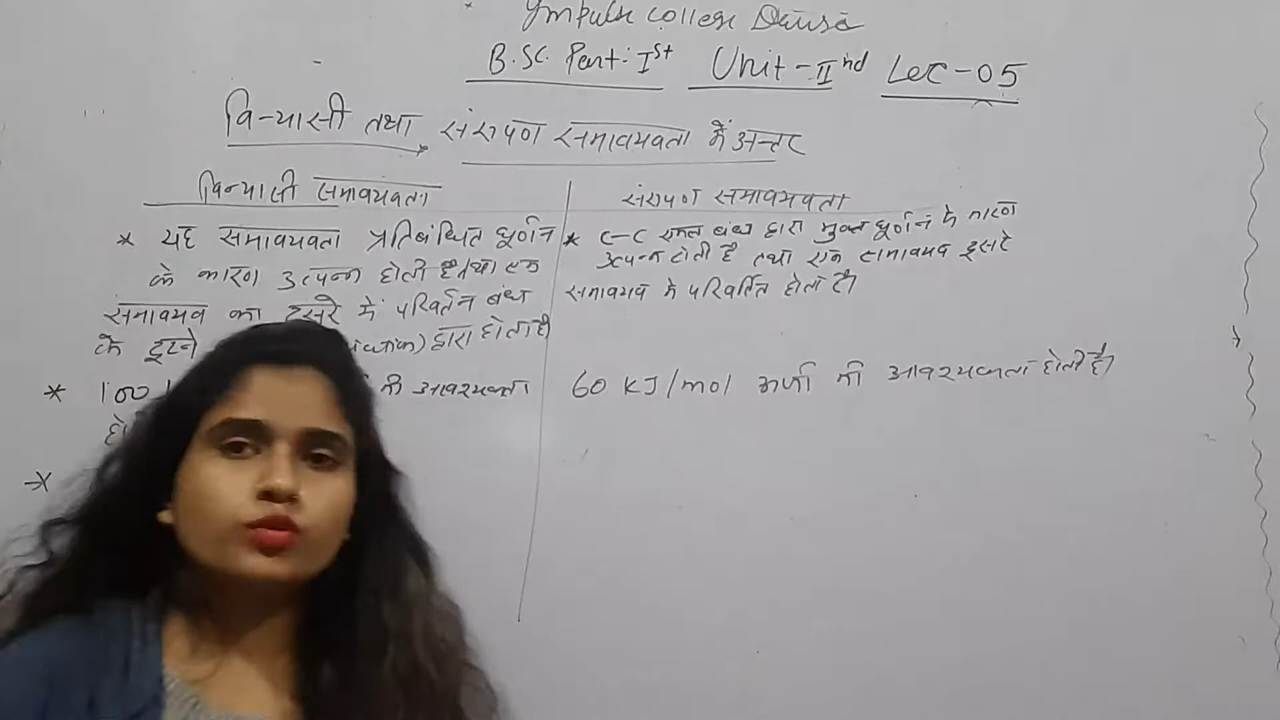 Impulse College Dausa
B.Sc. Part: Ist Unit-IInd Lec-05
विन्यासी तथा संरूपण समावयवता में अन्तर
विन्यासी समावयवता
* यह समावयवता प्रतिबंधित घूर्णन
के कारण उत्पन्न होती है तथा एक
समावयव का दूसरे में परिवर्तन बंध
के टूटने द्वारा होता है
* 100 की आवश्यकता
हो
*
संरूपण समावयवता
* C-C एकल बंध द्वारा मुक्त घूर्णन के कारण
उत्पन्न होती है तथा एक समावयव दूसरे
समावयव में परिवर्तित होता है।
60 KJ/mol ऊर्जा की आवश्यकता होती है।